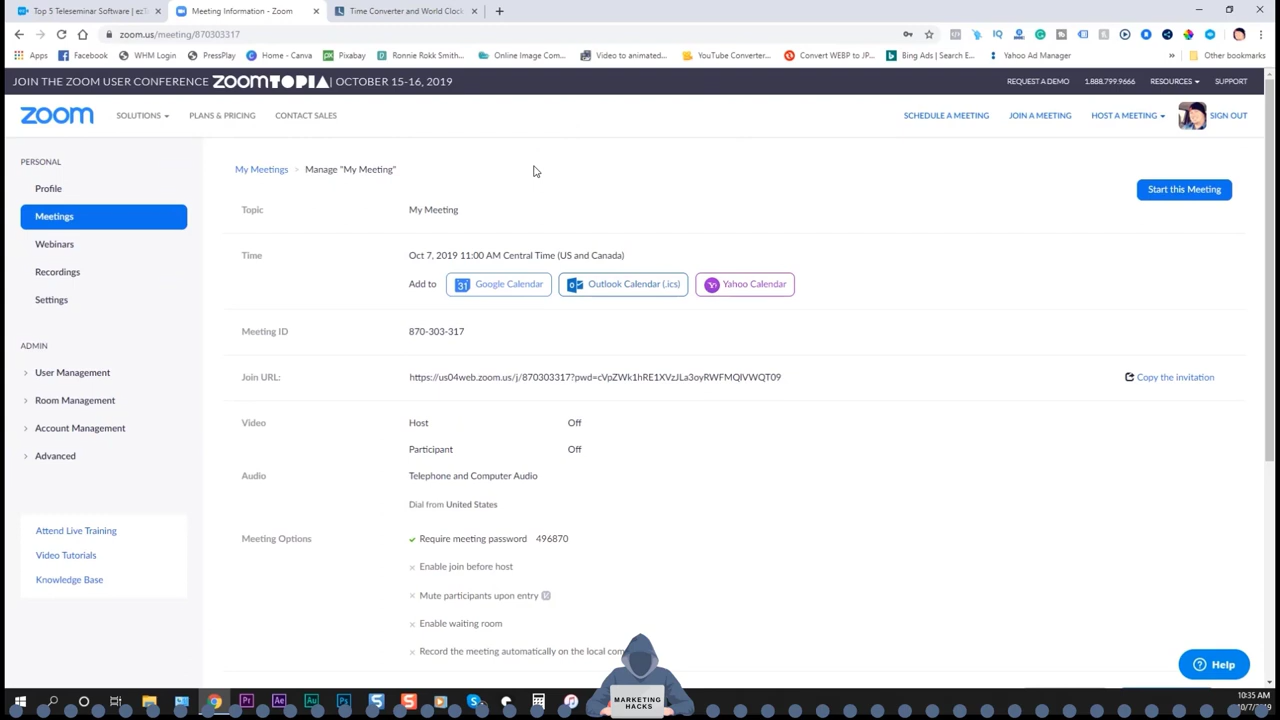 Top 5 Teleseminar Software | ezT
Meeting Information - Zoom
Time Converter and World Clock
zoom.us/meeting/870303317
Apps
Facebook
WHM Login
PressPlay
Home - Canva
Pixabay
Ronnie Rokk Smith...
Online Image Com...
Video to animated...
YouTube Converter...
Convert WEBP to JP...
Bing Ads | Search E...
Yahoo Ad Manager
»
Other bookmarks
JOIN THE ZOOM USER CONFERENCE ZOOMTOPIA | OCTOBER 15-16, 2019
REQUEST A DEMO
1.888.799.9666
RESOURCES
SUPPORT
zoom
SOLUTIONS
PLANS & PRICING
CONTACT SALES
SCHEDULE A MEETING
JOIN A MEETING
HOST A MEETING
SIGN OUT
PERSONAL
Profile
Meetings
Webinars
Recordings
Settings
ADMIN
User Management
Room Management
Account Management
Advanced
Attend Live Training
Video Tutorials
Knowledge Base
My Meetings > Manage "My Meeting"
Start this Meeting
Topic My Meeting
Time Oct 7, 2019 11:00 AM Central Time (US and Canada)
Add to 31 Google Calendar Outlook Calendar (.ics) Yahoo Calendar
Meeting ID 870-303-317
Join URL: https://us04web.zoom.us/j/870303317?pwd=cVpZWk1hRE1XVzJLa3oyRWFMQlVWQT09
Copy the invitation
Video Host Off
Participant Off
Audio Telephone and Computer Audio
Dial from United States
Meeting Options Require meeting password 496870
Enable join before host
Mute participants upon entry
Enable waiting room
Record the meeting automatically on the local com
Help
MARKETING
HACKS
Pr
Ae
Au
Ps
10:35 AM
10/7/2019